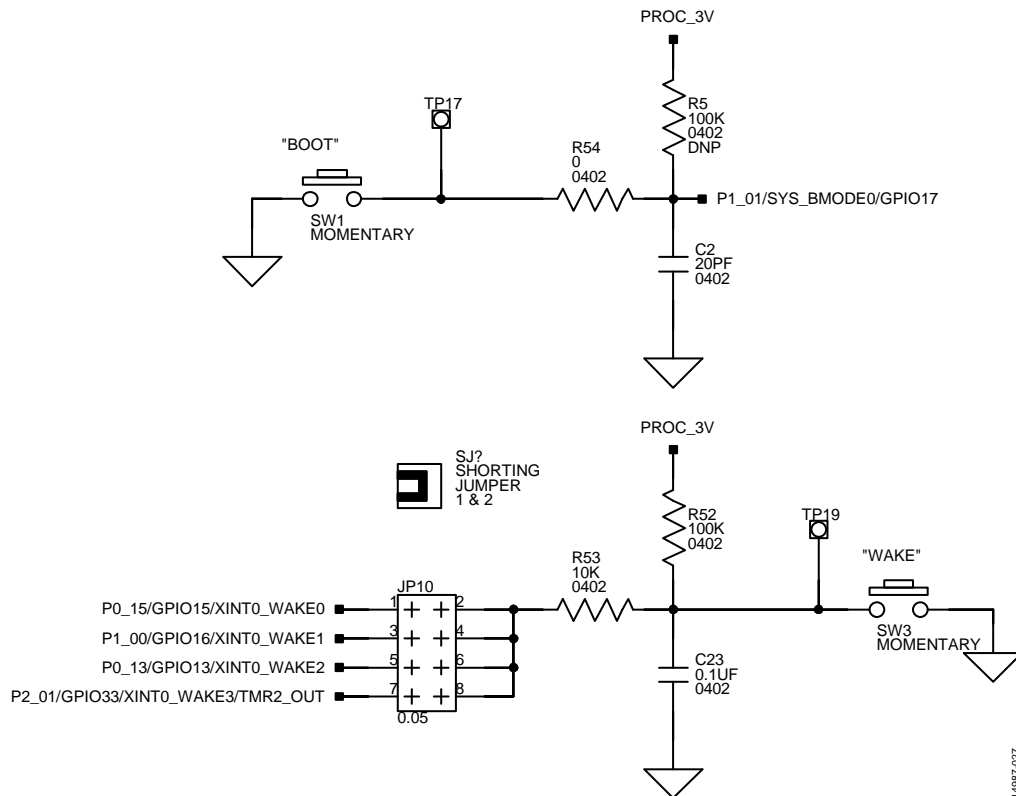 PROC_3V
TP17
R5
100K
0402
DNP
"BOOT"
R54
0
0402
P1_01/SYS_BMODE0/GPIO17
SW1
MOMENTARY
C2
20PF
0402
PROC_3V
SJ?
SHORTING
JUMPER
1 & 2
R52
100K
0402
TP19
R53
10K
0402
"WAKE"
JP10
P0_15/GPIO15/XINT0_WAKE0 1 2
P1_00/GPIO16/XINT0_WAKE1 3 4
P0_13/GPIO13/XINT0_WAKE2 5 6
P2_01/GPIO33/XINT0_WAKE3/TMR2_OUT 7 8
0.05
SW3
MOMENTARY
C23
0.1UF
0402
14987-027